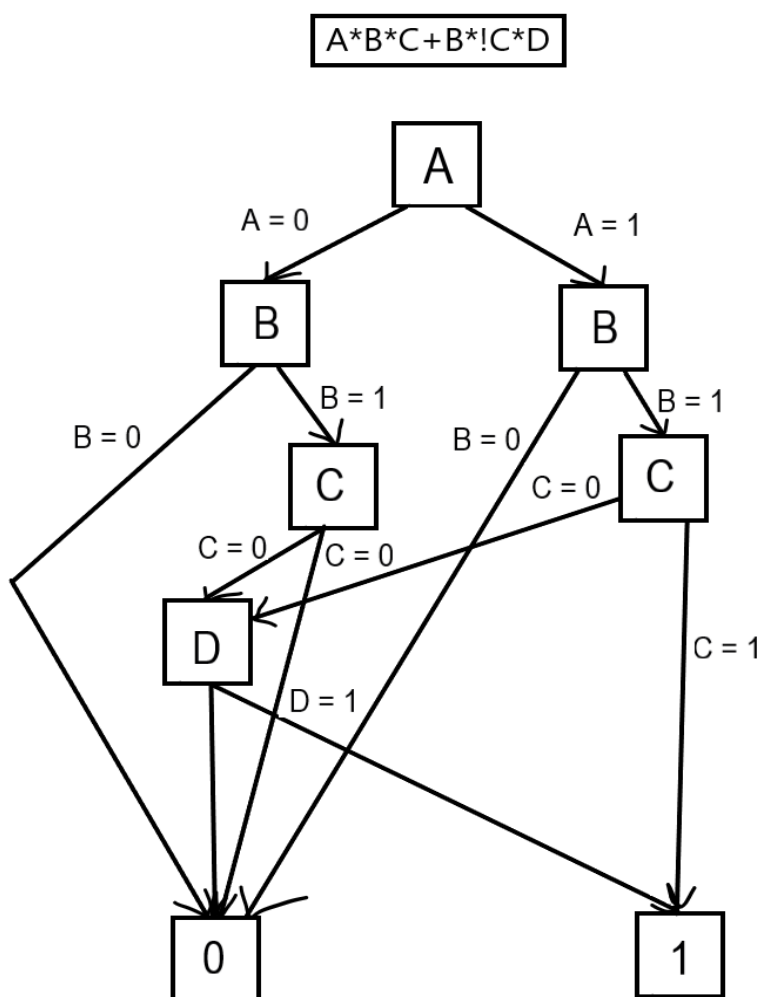 A*B*C+B*!C*D
A
A = 0
A = 1
B
B
B = 1
B = 1
B = 0
B = 0
C
C
C = 0
C = 0
C = 0
D
C = 1
D = 1
0
1